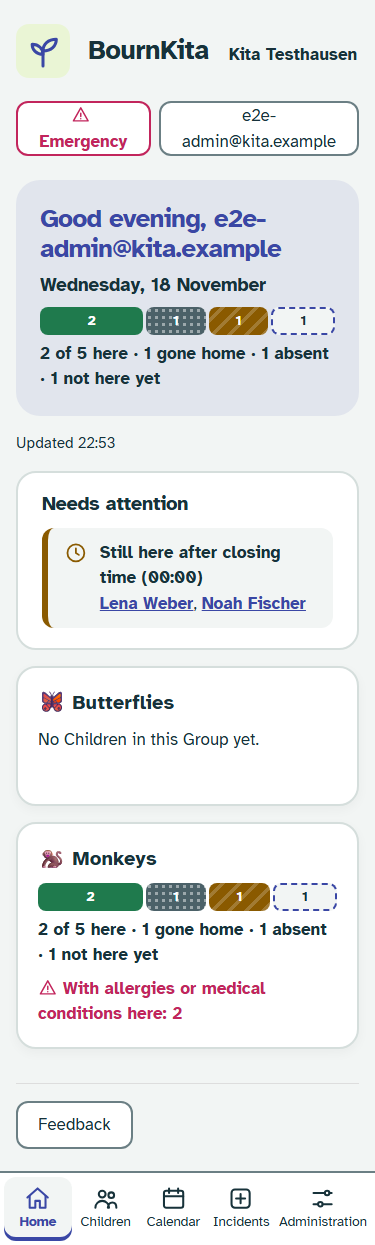 BournKita
Kita Testhausen
Emergency
e2e-
admin@kita.example
Good evening, e2e-
admin@kita.example
Wednesday, 18 November
2 1 1 1
2 of 5 here · 1 gone home · 1 absent
· 1 not here yet
Updated 22:53
Needs attention
Still here after closing
time (00:00)
Lena Weber, Noah Fischer
Butterflies
No Children in this Group yet.
Monkeys
2 1 1 1
2 of 5 here · 1 gone home · 1 absent
· 1 not here yet
With allergies or medical
conditions here: 2
Feedback
Home Children Calendar Incidents Administration